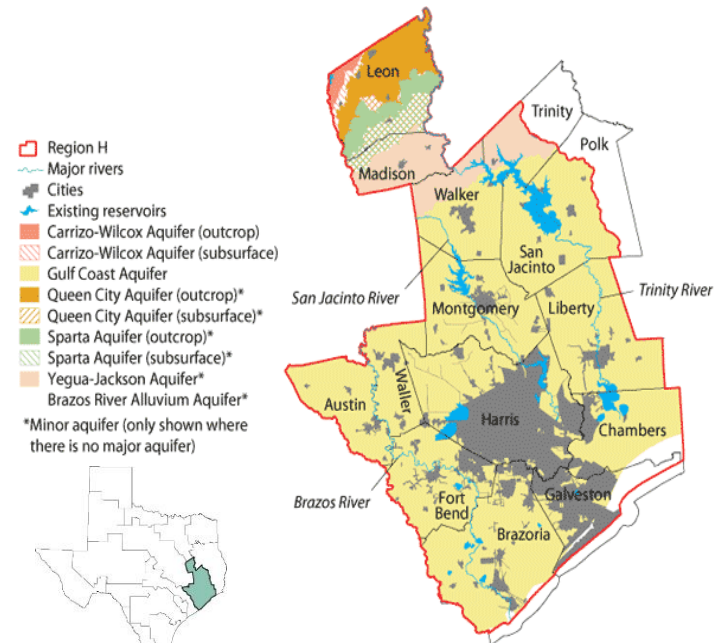 Region H
Major rivers
Cities
Existing reservoirs
Carrizo-Wilcox Aquifer (outcrop)
Carrizo-Wilcox Aquifer (subsurface)
Gulf Coast Aquifer
Queen City Aquifer (outcrop)*
Queen City Aquifer (subsurface)*
Sparta Aquifer (outcrop)*
Sparta Aquifer (subsurface)*
Yegua-Jackson Aquifer*
Brazos River Alluvium Aquifer*
*Minor aquifer (only shown where
there is no major aquifer)
Leon
Trinity
Polk
Madison
Walker
San
Jacinto
San Jacinto River
Trinity River
Montgomery
Liberty
Austin
Waller
Harris
Chambers
Brazos River
Fort
Bend
Galveston
Brazoria